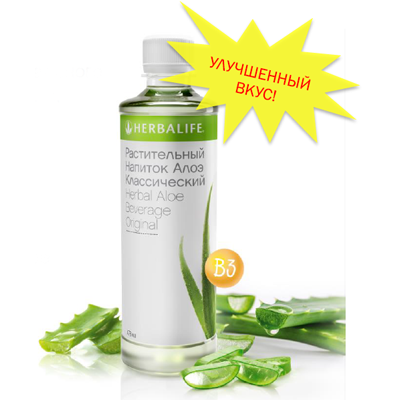 УЛУЧШЕННЫЙ
ВКУС!
HERBALIFE
Растительный
Напиток Алоэ
Классический
Herbal Aloe
Beverage
Original
B3